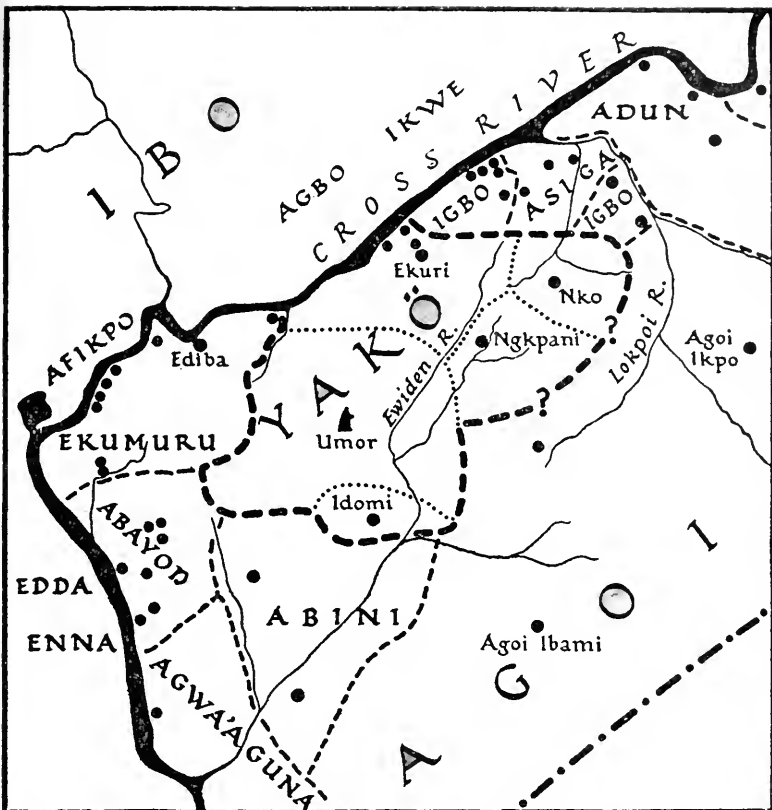 CROSS RIVER
ADUN
IBO
AGBO IKWE
IGBO
ASIGA
IGBO
Ekuri
Nko
Lokpoi R.
Agoi
Ikpo
AFIKPO
Ediba
YAKÖ
Ewiden R.
Ngkpani
Umor
EKUMURU
Idomi
ABAYOŊ
EDDA
ENNA
ABINI
Agoi Ibami
AGWA'AGUNA
AGOI